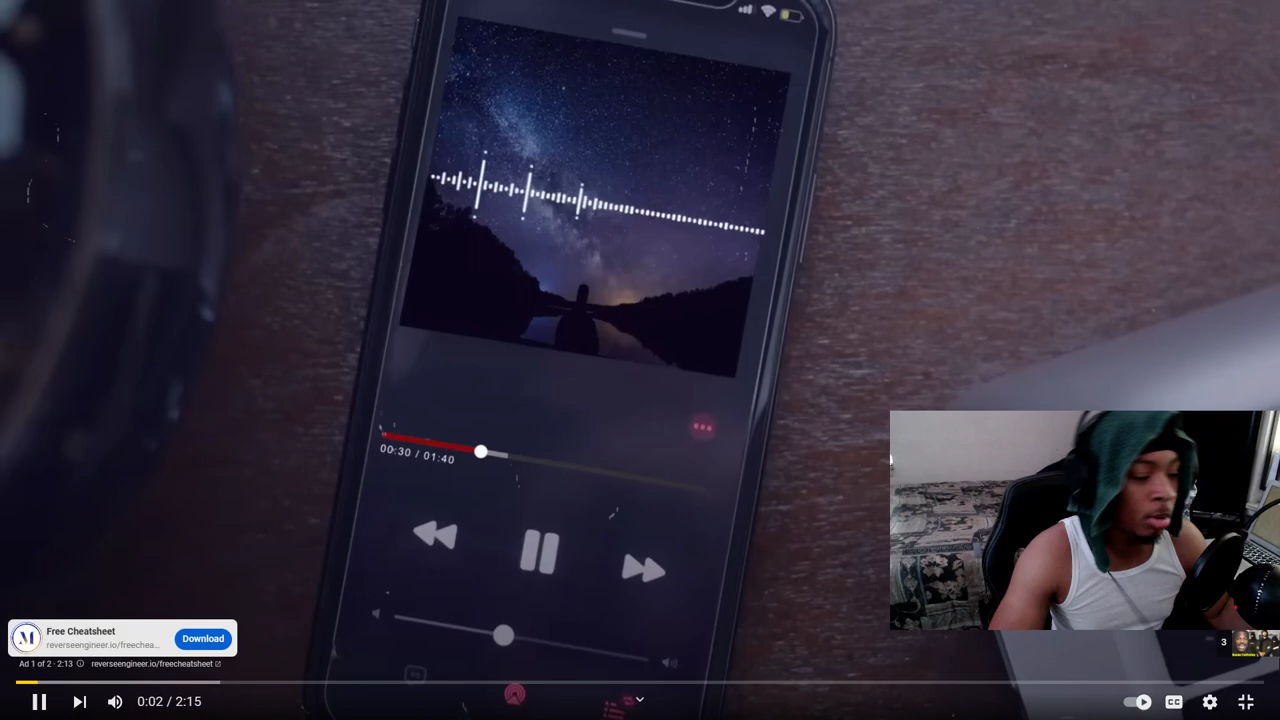 00:30 / 01:40
Free Cheatsheet
reverseengineer.io/freechea...
Download
Ad 1 of 2 · 2:13
reverseengineer.io/freecheatsheet
3
0:02 / 2:15
CC